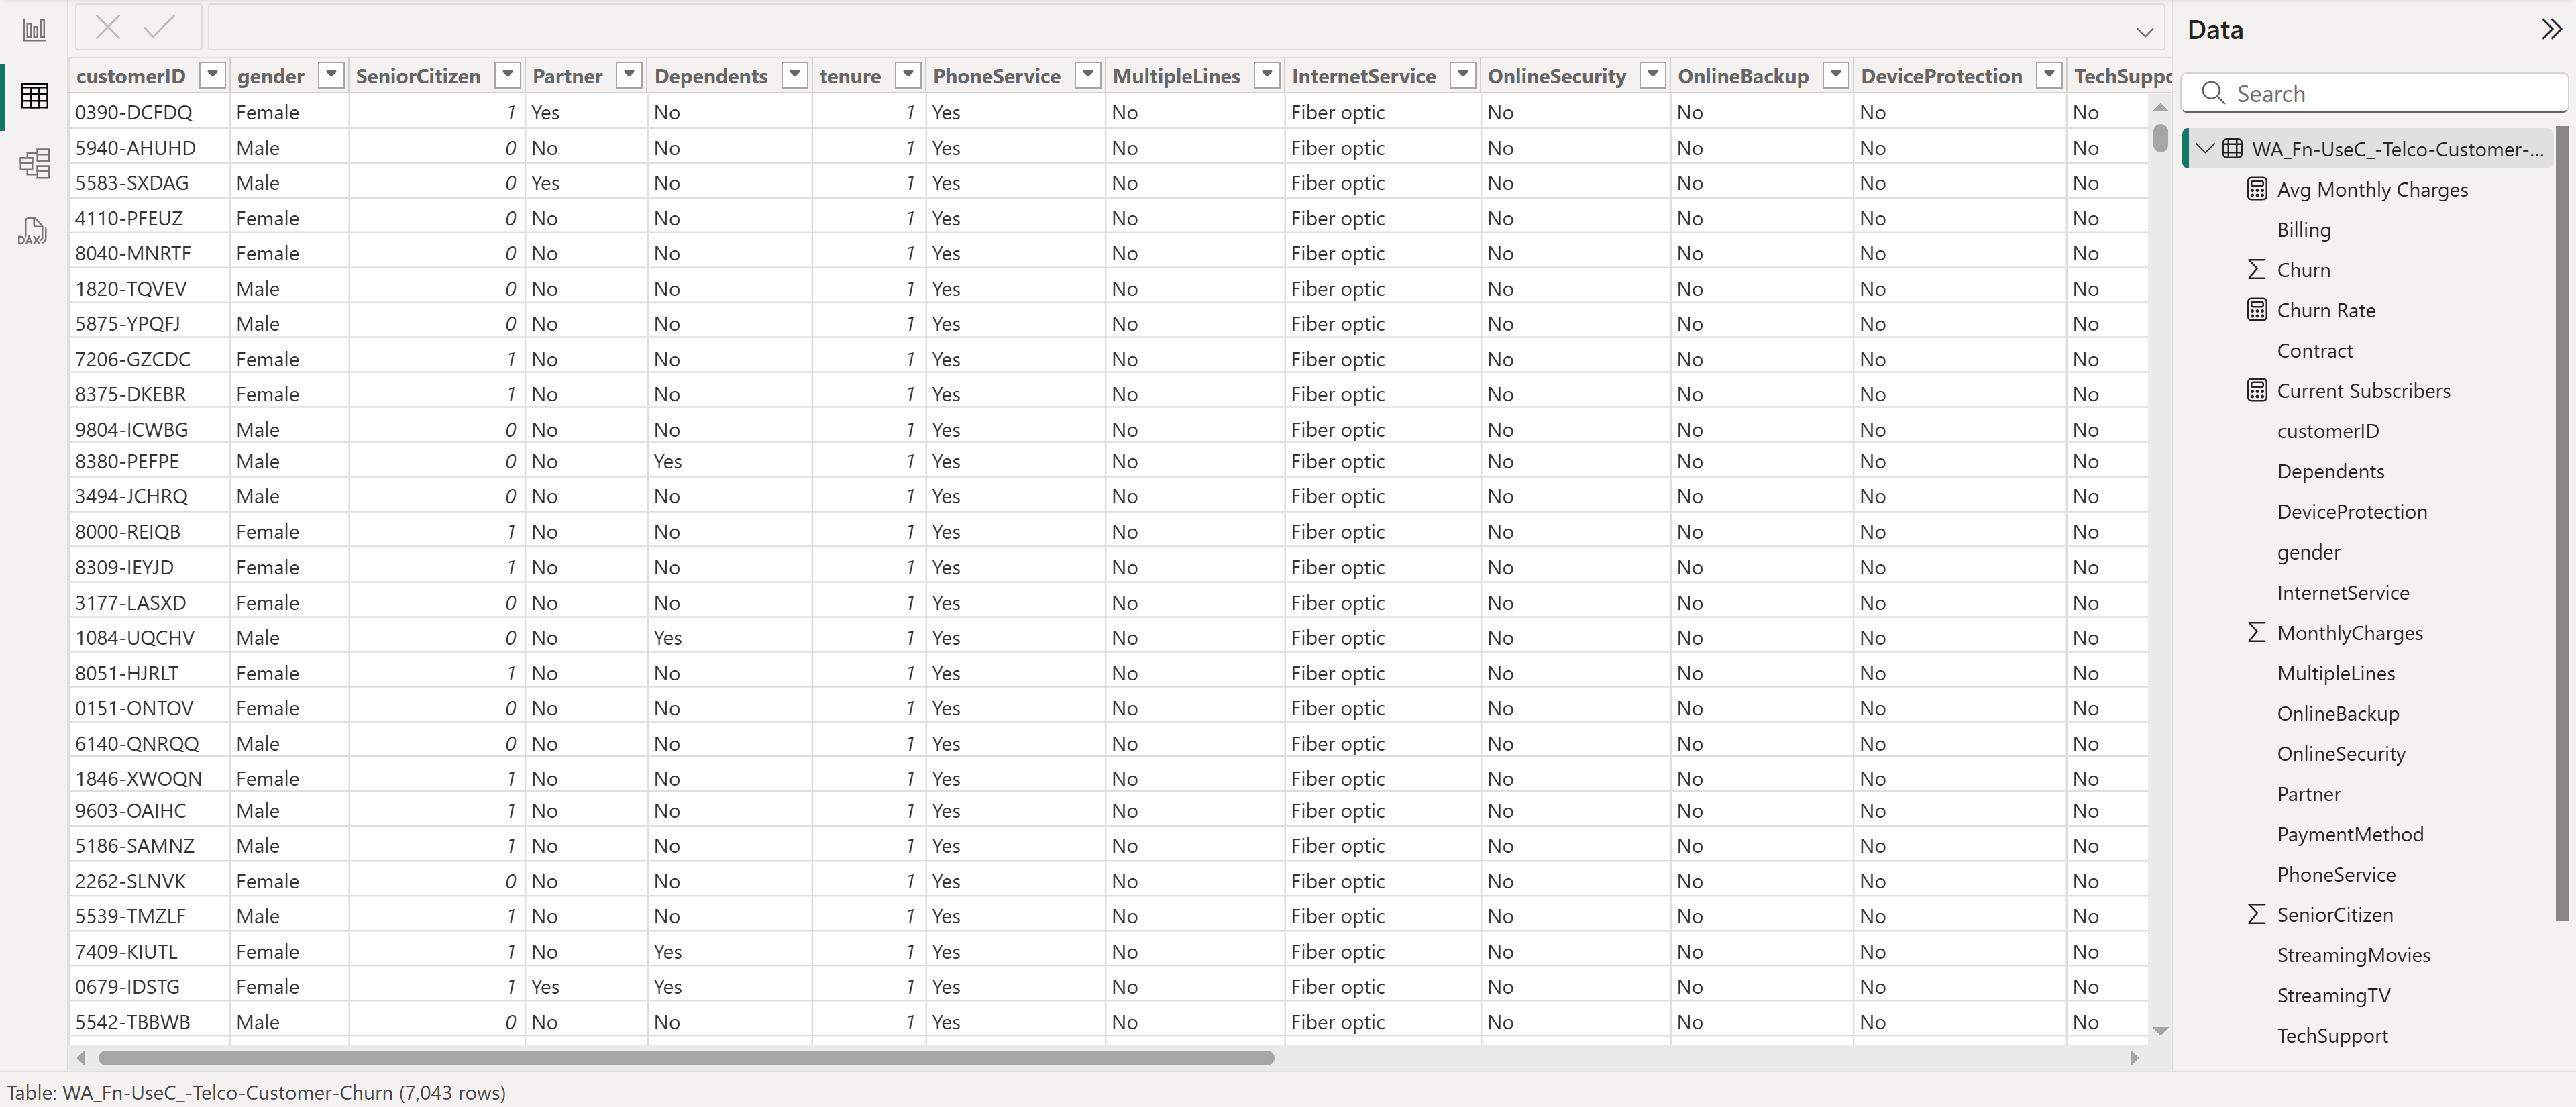 Data
Search
customerID gender SeniorCitizen Partner Dependents tenure PhoneService MultipleLines InternetService OnlineSecurity OnlineBackup DeviceProtection TechSuppo
0390-DCFDQ Female 1 Yes No 1 Yes No Fiber optic No No No No
5940-AHUHD Male 0 No No 1 Yes No Fiber optic No No No No
5583-SXDAG Male 0 Yes No 1 Yes No Fiber optic No No No No
4110-PFEUZ Female 0 No No 1 Yes No Fiber optic No No No No
8040-MNRTF Female 0 No No 1 Yes No Fiber optic No No No No
1820-TQVEV Male 0 No No 1 Yes No Fiber optic No No No No
5875-YPQFJ Male 0 No No 1 Yes No Fiber optic No No No No
7206-GZCDC Female 1 No No 1 Yes No Fiber optic No No No No
8375-DKEBR Female 1 No No 1 Yes No Fiber optic No No No No
9804-ICWBG Male 0 No No 1 Yes No Fiber optic No No No No
8380-PEFPE Male 0 No Yes 1 Yes No Fiber optic No No No No
3494-JCHRQ Male 0 No No 1 Yes No Fiber optic No No No No
8000-REIQB Female 1 No No 1 Yes No Fiber optic No No No No
8309-IEYJD Female 1 No No 1 Yes No Fiber optic No No No No
3177-LASXD Female 0 No No 1 Yes No Fiber optic No No No No
1084-UQCHV Male 0 No Yes 1 Yes No Fiber optic No No No No
8051-HJRLT Female 1 No No 1 Yes No Fiber optic No No No No
0151-ONTOV Female 0 No No 1 Yes No Fiber optic No No No No
6140-QNRQQ Male 0 No No 1 Yes No Fiber optic No No No No
1846-XWOQN Female 1 No No 1 Yes No Fiber optic No No No No
9603-OAIHC Male 1 No No 1 Yes No Fiber optic No No No No
5186-SAMNZ Male 1 No No 1 Yes No Fiber optic No No No No
2262-SLNVK Female 0 No No 1 Yes No Fiber optic No No No No
5539-TMZLF Male 1 No No 1 Yes No Fiber optic No No No No
7409-KIUTL Female 1 No Yes 1 Yes No Fiber optic No No No No
0679-IDSTG Female 1 Yes Yes 1 Yes No Fiber optic No No No No
5542-TBBWB Male 0 No No 1 Yes No Fiber optic No No No No
DAX
WA_Fn-UseC_-Telco-Customer-...
Avg Monthly Charges
Billing
Churn
Churn Rate
Contract
Current Subscribers
customerID
Dependents
DeviceProtection
gender
InternetService
MonthlyCharges
MultipleLines
OnlineBackup
OnlineSecurity
Partner
PaymentMethod
PhoneService
SeniorCitizen
StreamingMovies
StreamingTV
TechSupport
Table: WA_Fn-UseC_-Telco-Customer-Churn (7,043 rows)